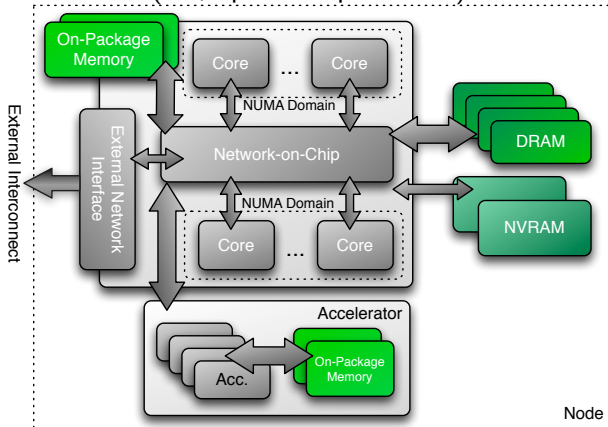 On-Package
Memory
Core
...
Core
NUMA Domain
External Interconnect
External Network
Interface
Network-on-Chip
DRAM
NUMA Domain
NVRAM
Core
...
Core
Accelerator
Acc.
On-Package
Memory
Node